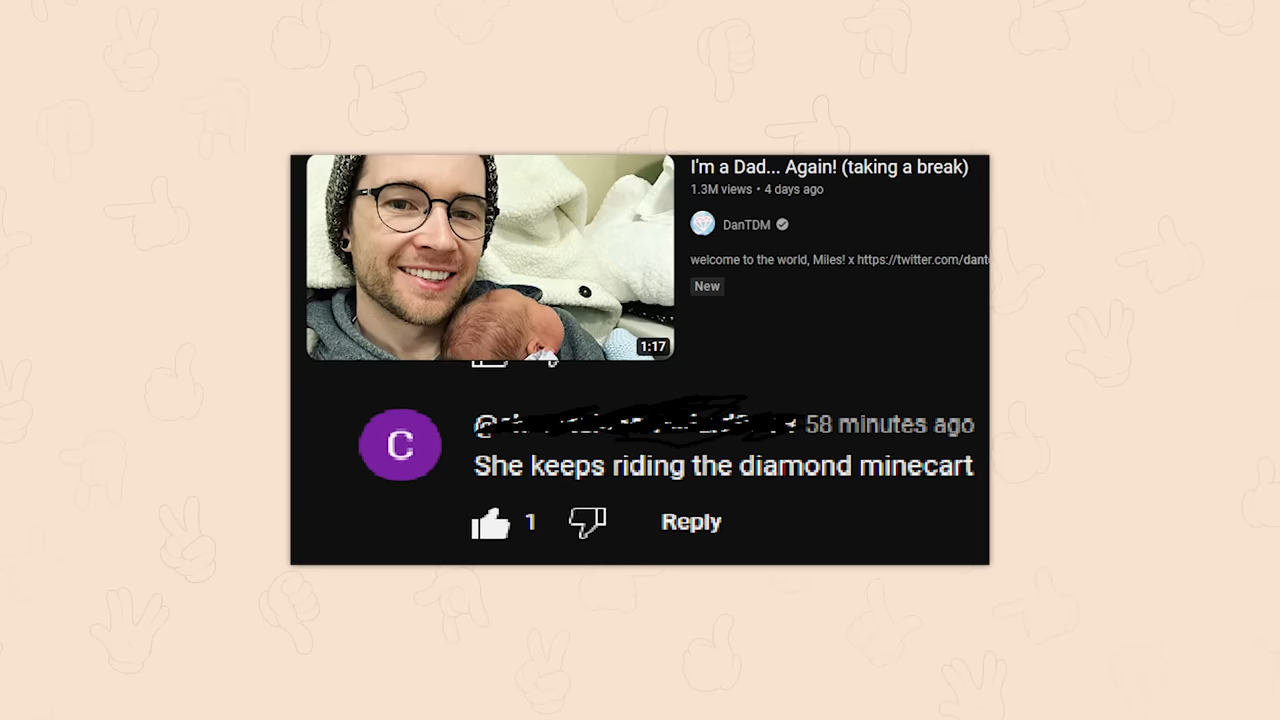 I'm a Dad... Again! (taking a break)
1.3M views • 4 days ago
DanTDM
welcome to the world, Miles! x https://twitter.com/dant
New
1:17
C
58 minutes ago
She keeps riding the diamond minecart
1
Reply